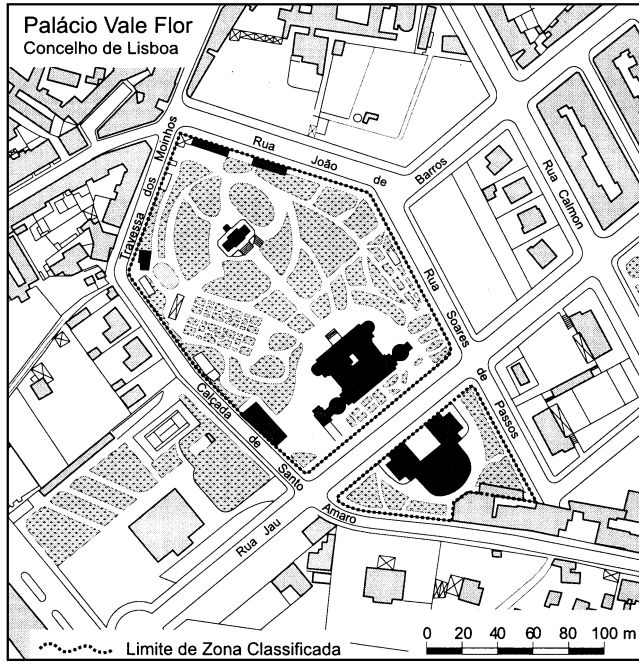 Palácio Vale Flor
Concelho de Lisboa
Rua João de Barros
Travessa dos Moinhos
Rua Calmon
Rua Soares de Passos
Calçada de Santo Amaro
Rua Jau
0 20 40 60 80 100 m
Limite de Zona Classificada